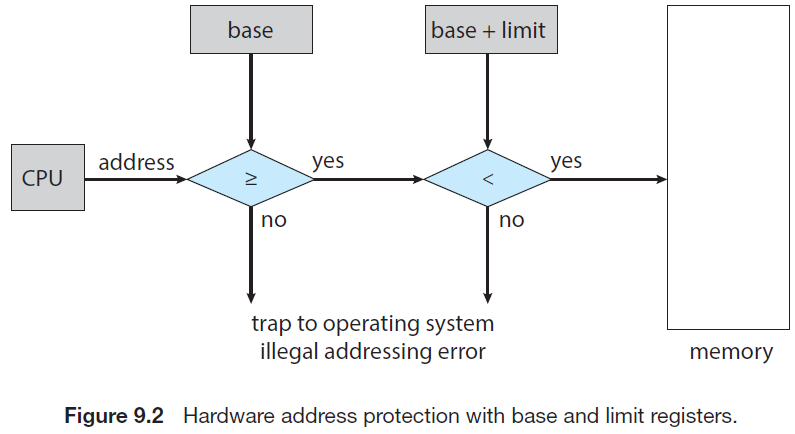 base
base + limit
CPU
address
≥
yes
<
yes
no
no
trap to operating system
illegal addressing error
memory
Figure 9.2 Hardware address protection with base and limit registers.